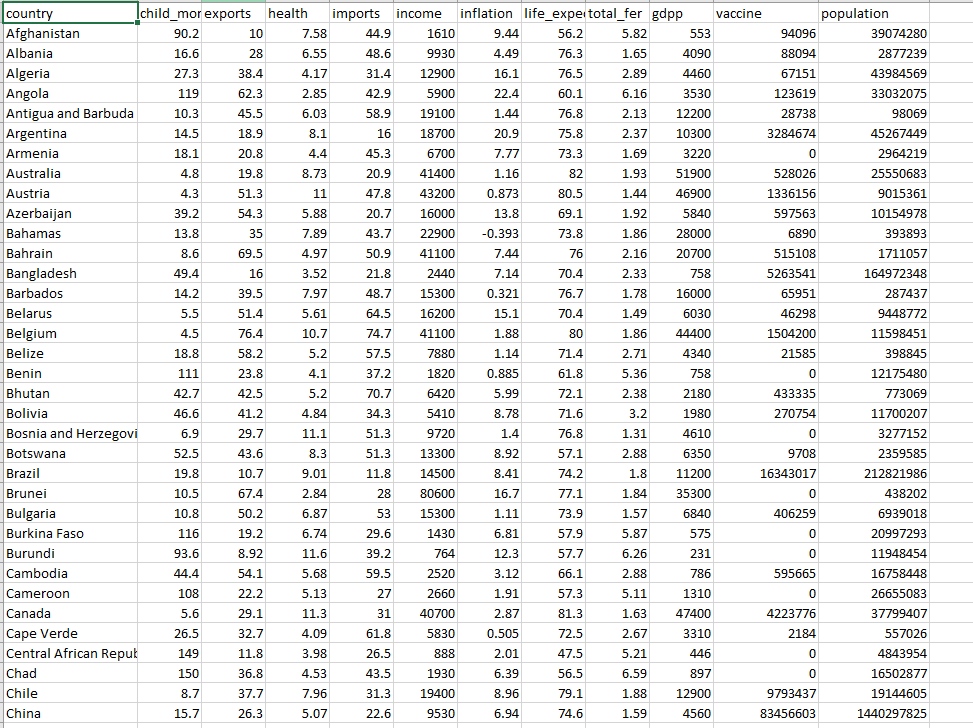 country child_mor exports health imports income inflation life_expe total_fer gdpp vaccine population
Afghanistan 90.2 10 7.58 44.9 1610 9.44 56.2 5.82 553 94096 39074280
Albania 16.6 28 6.55 48.6 9930 4.49 76.3 1.65 4090 88094 2877239
Algeria 27.3 38.4 4.17 31.4 12900 16.1 76.5 2.89 4460 67151 43984569
Angola 119 62.3 2.85 42.9 5900 22.4 60.1 6.16 3530 123619 33032075
Antigua and Barbuda 10.3 45.5 6.03 58.9 19100 1.44 76.8 2.13 12200 28738 98069
Argentina 14.5 18.9 8.1 16 18700 20.9 75.8 2.37 10300 3284674 45267449
Armenia 18.1 20.8 4.4 45.3 6700 7.77 73.3 1.69 3220 0 2964219
Australia 4.8 19.8 8.73 20.9 41400 1.16 82 1.93 51900 528026 25550683
Austria 4.3 51.3 11 47.8 43200 0.873 80.5 1.44 46900 1336156 9015361
Azerbaijan 39.2 54.3 5.88 20.7 16000 13.8 69.1 1.92 5840 597563 10154978
Bahamas 13.8 35 7.89 43.7 22900 -0.393 73.8 1.86 28000 6890 393893
Bahrain 8.6 69.5 4.97 50.9 41100 7.44 76 2.16 20700 515108 1711057
Bangladesh 49.4 16 3.52 21.8 2440 7.14 70.4 2.33 758 5263541 164972348
Barbados 14.2 39.5 7.97 48.7 15300 0.321 76.7 1.78 16000 65951 287437
Belarus 5.5 51.4 5.61 64.5 16200 15.1 70.4 1.49 6030 46298 9448772
Belgium 4.5 76.4 10.7 74.7 41100 1.88 80 1.86 44400 1504200 11598451
Belize 18.8 58.2 5.2 57.5 7880 1.14 71.4 2.71 4340 21585 398845
Benin 111 23.8 4.1 37.2 1820 0.885 61.8 5.36 758 0 12175480
Bhutan 42.7 42.5 5.2 70.7 6420 5.99 72.1 2.38 2180 433335 773069
Bolivia 46.6 41.2 4.84 34.3 5410 8.78 71.6 3.2 1980 270754 11700207
Bosnia and Herzegovi 6.9 29.7 11.1 51.3 9720 1.4 76.8 1.31 4610 0 3277152
Botswana 52.5 43.6 8.3 51.3 13300 8.92 57.1 2.88 6350 9708 2359585
Brazil 19.8 10.7 9.01 11.8 14500 8.41 74.2 1.8 11200 16343017 212821986
Brunei 10.5 67.4 2.84 28 80600 16.7 77.1 1.84 35300 0 438202
Bulgaria 10.8 50.2 6.87 53 15300 1.11 73.9 1.57 6840 406259 6939018
Burkina Faso 116 19.2 6.74 29.6 1430 6.81 57.9 5.87 575 0 20997293
Burundi 93.6 8.92 11.6 39.2 764 12.3 57.7 6.26 231 0 11948454
Cambodia 44.4 54.1 5.68 59.5 2520 3.12 66.1 2.88 786 595665 16758448
Cameroon 108 22.2 5.13 27 2660 1.91 57.3 5.11 1310 0 26655083
Canada 5.6 29.1 11.3 31 40700 2.87 81.3 1.63 47400 4223776 37799407
Cape Verde 26.5 32.7 4.09 61.8 5830 0.505 72.5 2.67 3310 2184 557026
Central African Repub 149 11.8 3.98 26.5 888 2.01 47.5 5.21 446 0 4843954
Chad 150 36.8 4.53 43.5 1930 6.39 56.5 6.59 897 0 16502877
Chile 8.7 37.7 7.96 31.3 19400 8.96 79.1 1.88 12900 9793437 19144605
China 15.7 26.3 5.07 22.6 9530 6.94 74.6 1.59 4560 83456603 1440297825